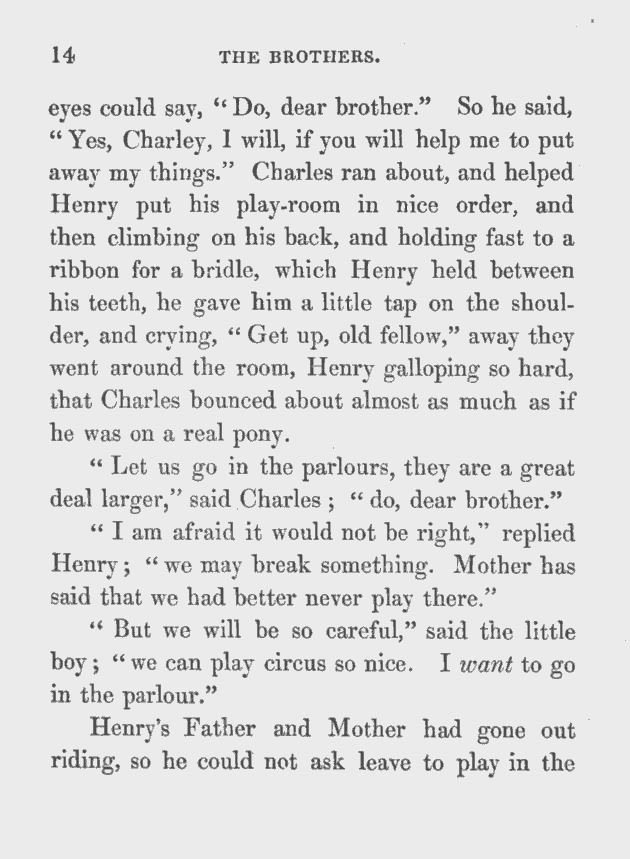 14 THE BROTHERS.
eyes could say, “ Do, dear brother.” So he said,
“ Yes, Charley, I will, if you will help me to put
away my things.” Charles ran about, and helped
Henry put his play-room in nice order, and
then climbing on his back, and holding fast to a
ribbon for a bridle, which Henry held between
his teeth, he gave him a little tap on the shoul-
der, and crying, “ Get up, old fellow,” away they
went around the room, Henry galloping so hard,
that Charles bounced about almost as much as if
he was on a real pony.
“ Let us go in the parlours, they are a great
deal larger,” said Charles ; “ do, dear brother.”
“ I am afraid it would not be right,” replied
Henry ; “ we may break something. Mother has
said that we had better never play there.”
“ But we will be so careful,” said the little
boy ; “ we can play circus so nice. I want to go
in the parlour.”
Henry’s Father and Mother had gone out
riding, so he could not ask leave to play in the